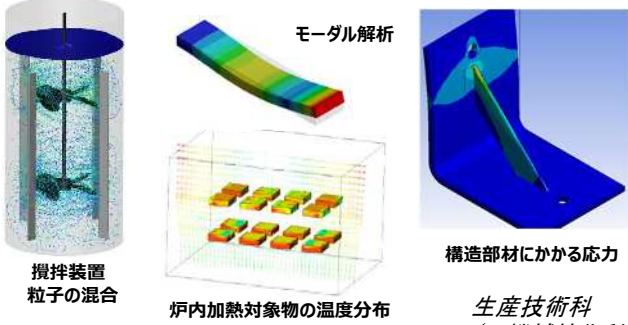 モーダル解析
攪拌装置
粒子の混合
炉内加熱対象物の温度分布
構造部材にかかる応力
生産技術科